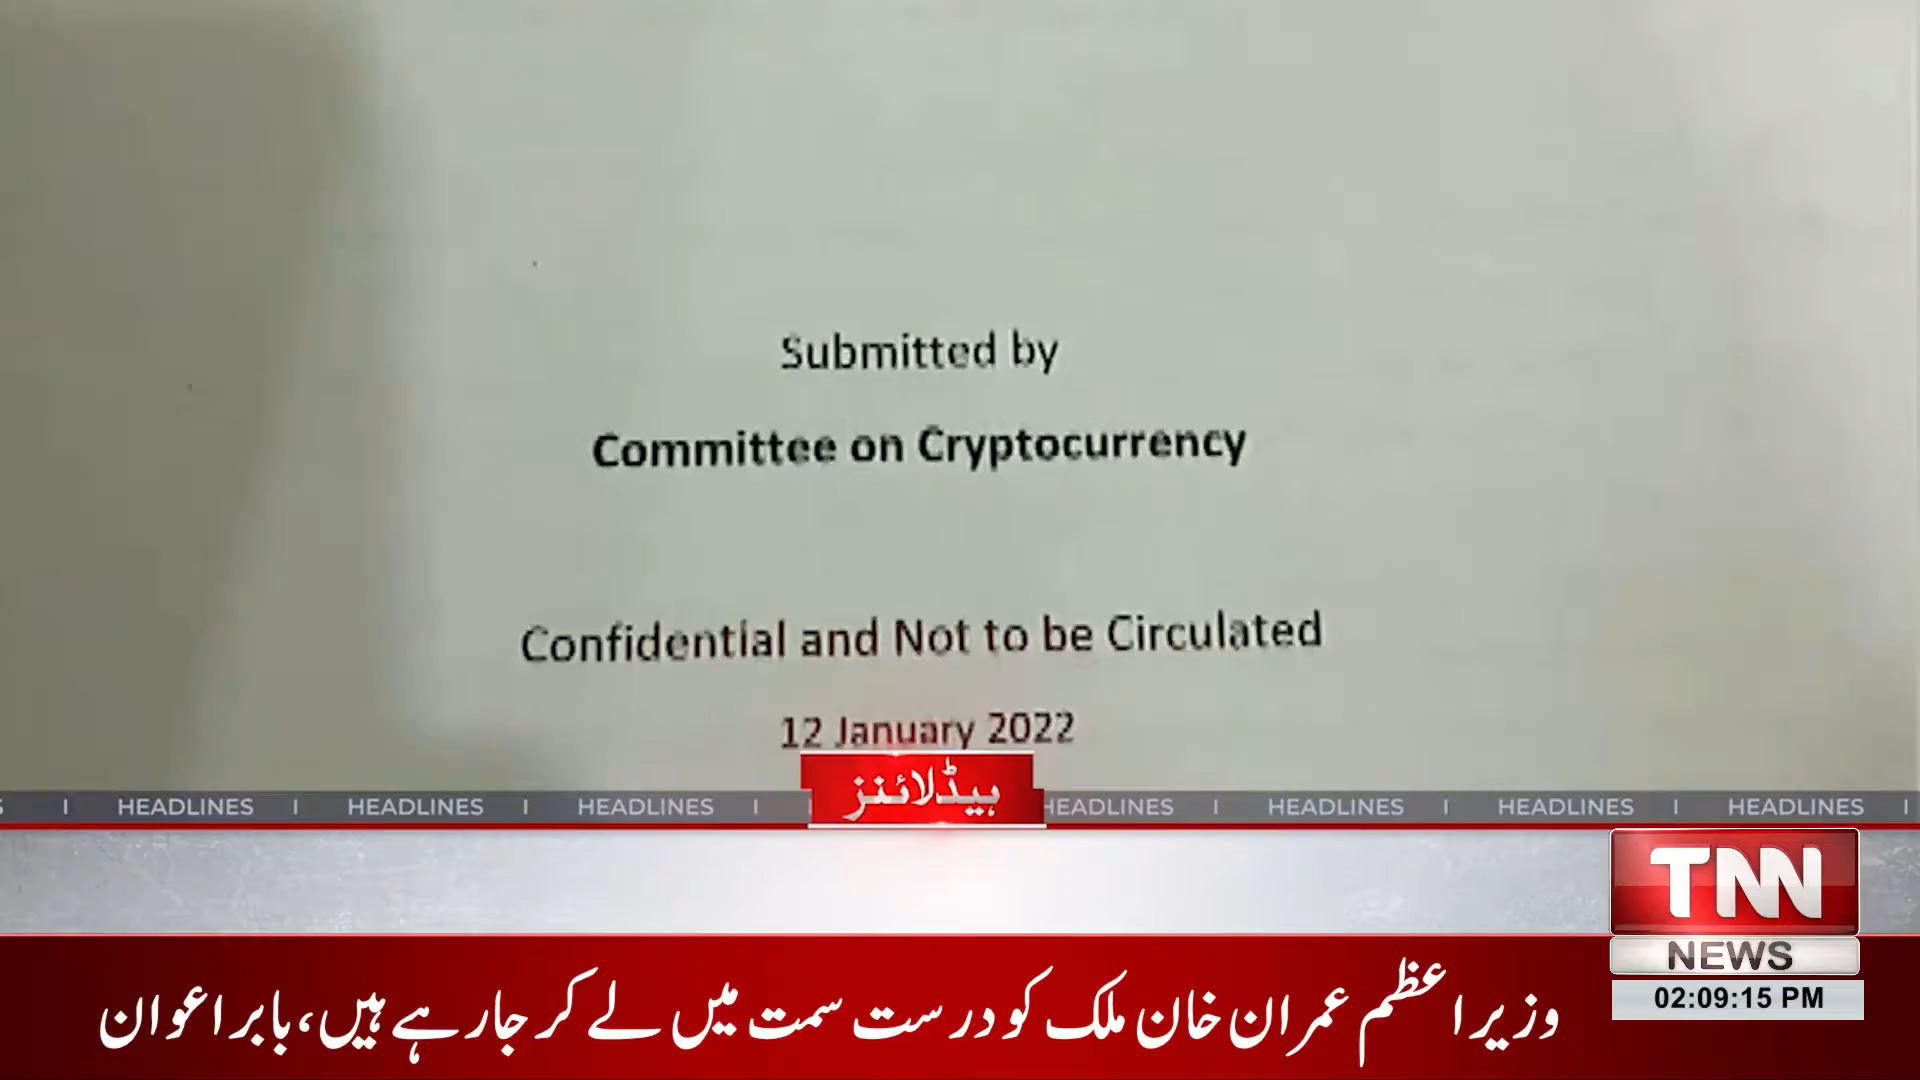 Submitted by
Committee on Cryptocurrency
Confidential and Not to be Circulated
12 January 2022
ہیڈلائنز
HEADLINES | HEADLINES | HEADLINES | HEADLINES | HEADLINES | HEADLINES | HEADLINES |
TNN
NEWS
02:09:15 PM
وزیراعظم عمران خان ملک کو درست سمت میں لے کر جارہے ہیں، بابر اعوان